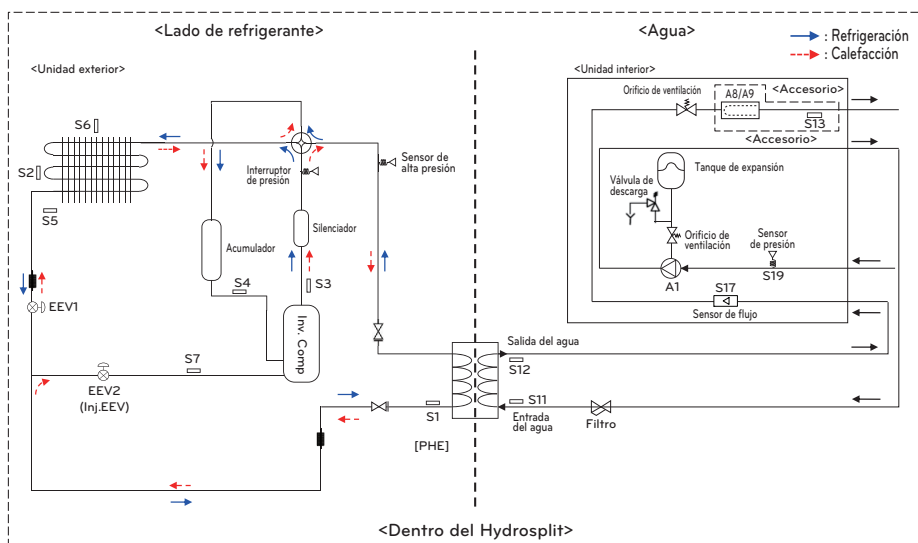 <Lado de refrigerante>
<Agua>
: Refrigeración
: Calefacción
<Unidad exterior>
<Unidad interior>
Orificio de ventilación
A8/A9
<Accesorio>
S13
<Accesorio>
S6
S2
S5
Interruptor
de presión
Sensor de
alta presión
Tanque de expansión
Válvula de
descarga
Orificio de
ventilación
Sensor
de presión
S19
A1
S17
Sensor de flujo
Silenciador
Acumulador
S4
S3
EEV1
Inv. Comp
S7
EEV2
(Inj.EEV)
Salida del agua
S12
S11
Entrada
del agua
Filtro
S1
[PHE]
<Dentro del Hydrosplit>